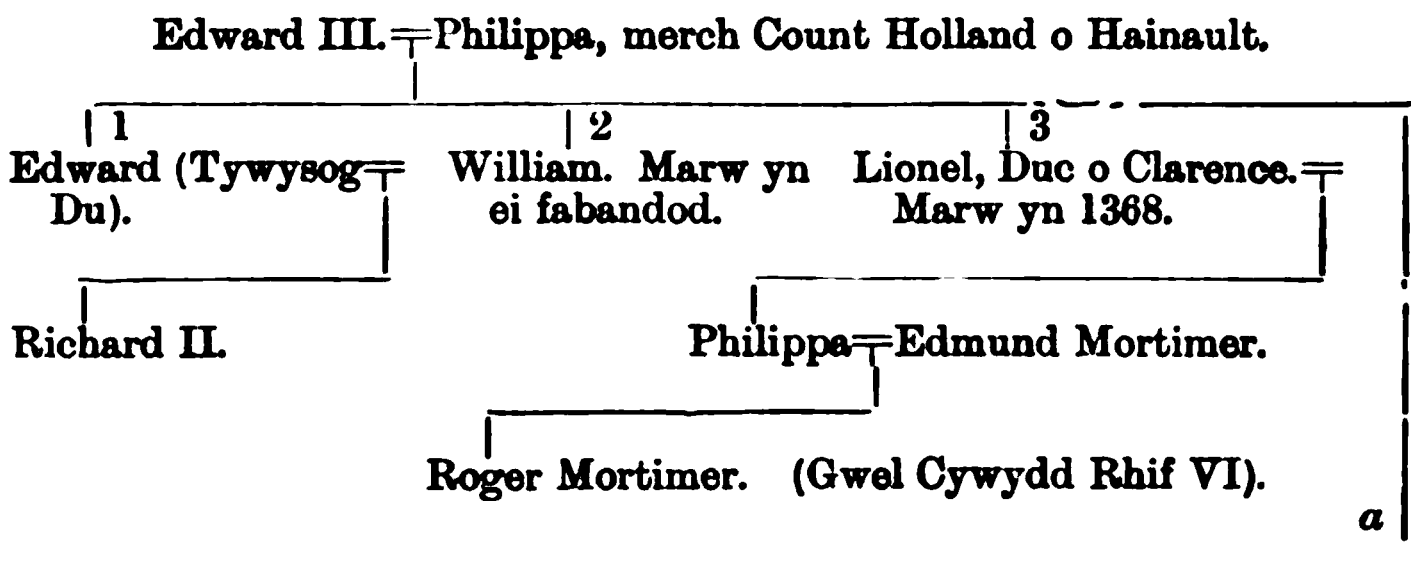 Edward III.=Philippa, merch Count Holland o Hainault.
1 2 3
Edward (Tywysog= William. Marw yn Lionel, Duc o Clarence.=
Du). ei fabandod. Marw yn 1368.
Richard II. Philippa=Edmund Mortimer.
Roger Mortimer. (Gwel Cywydd Rhif VI).
a